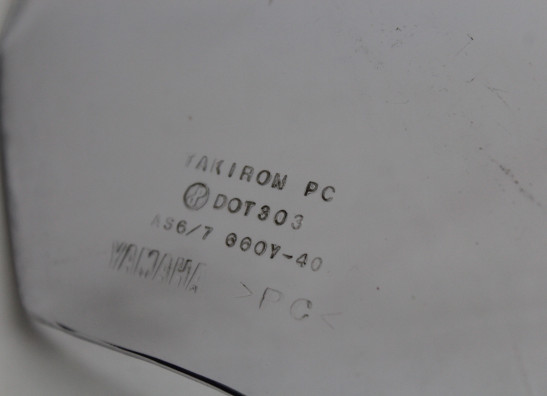 TAKIRON PC
DOT303
AS6/7 660Y-40
>PC<